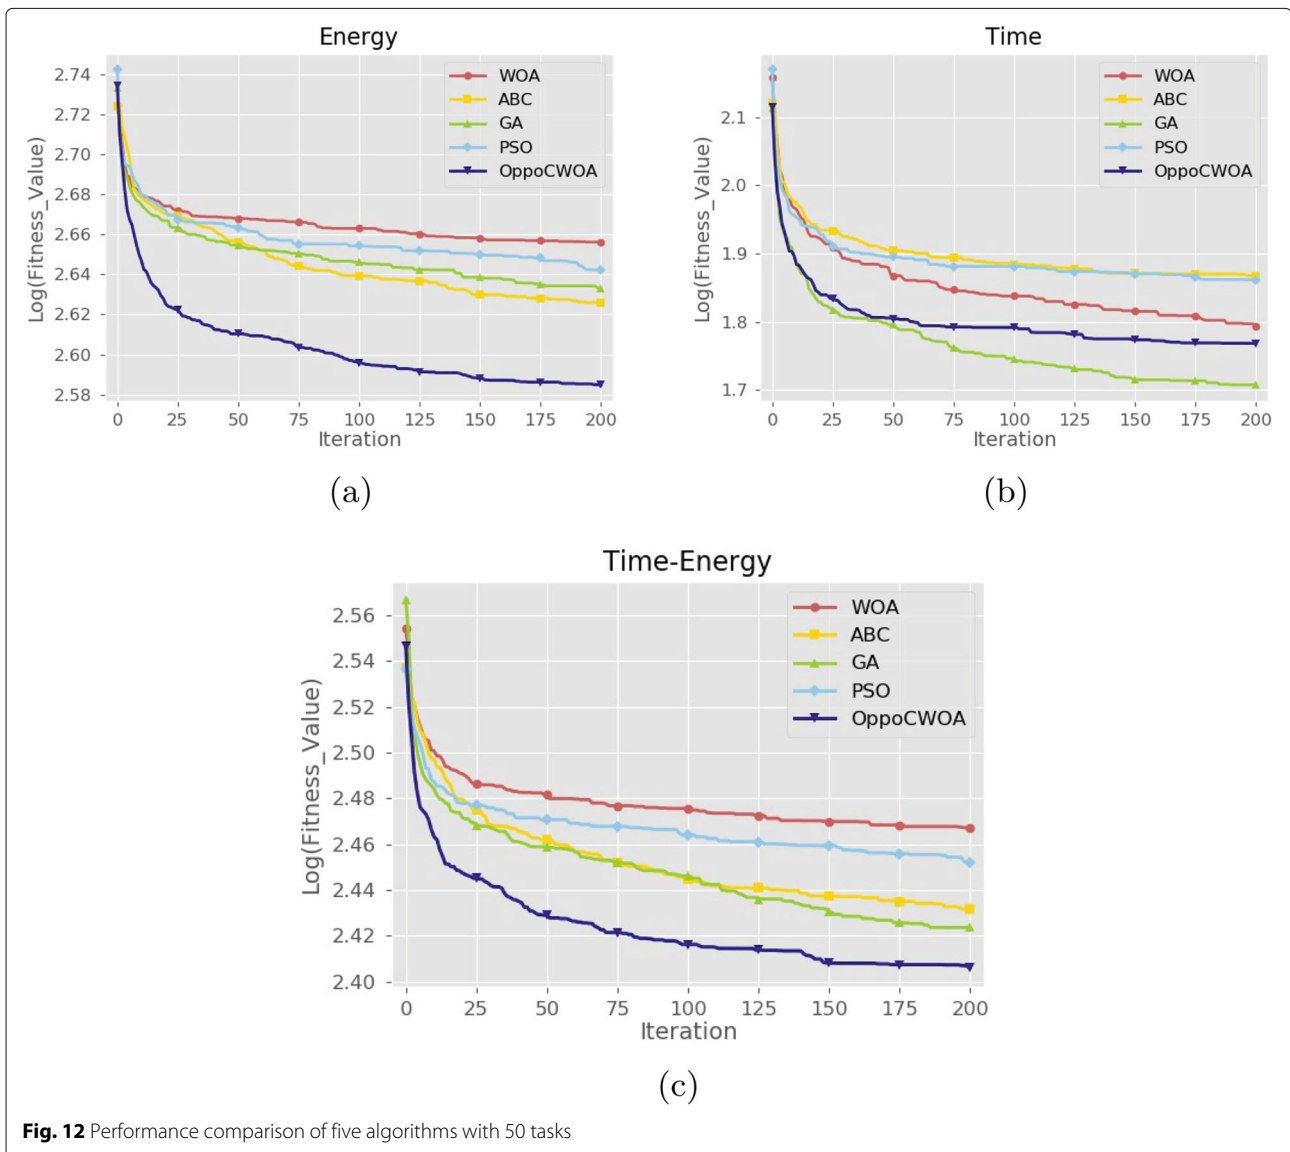 Energy
Log(Fitness_Value)
2.74
2.72
2.70
2.68
2.66
2.64
2.62
2.60
2.58
WOA
ABC
GA
PSO
OppoCWOA
0 25 50 75 100 125 150 175 200
Iteration
(a)
Time
Log(Fitness_Value)
2.1
2.0
1.9
1.8
1.7
WOA
ABC
GA
PSO
OppoCWOA
0 25 50 75 100 125 150 175 200
Iteration
(b)
Time-Energy
Log(Fitness_Value)
2.56
2.54
2.52
2.50
2.48
2.46
2.44
2.42
2.40
WOA
ABC
GA
PSO
OppoCWOA
0 25 50 75 100 125 150 175 200
Iteration
(c)
Fig. 12 Performance comparison of five algorithms with 50 tasks